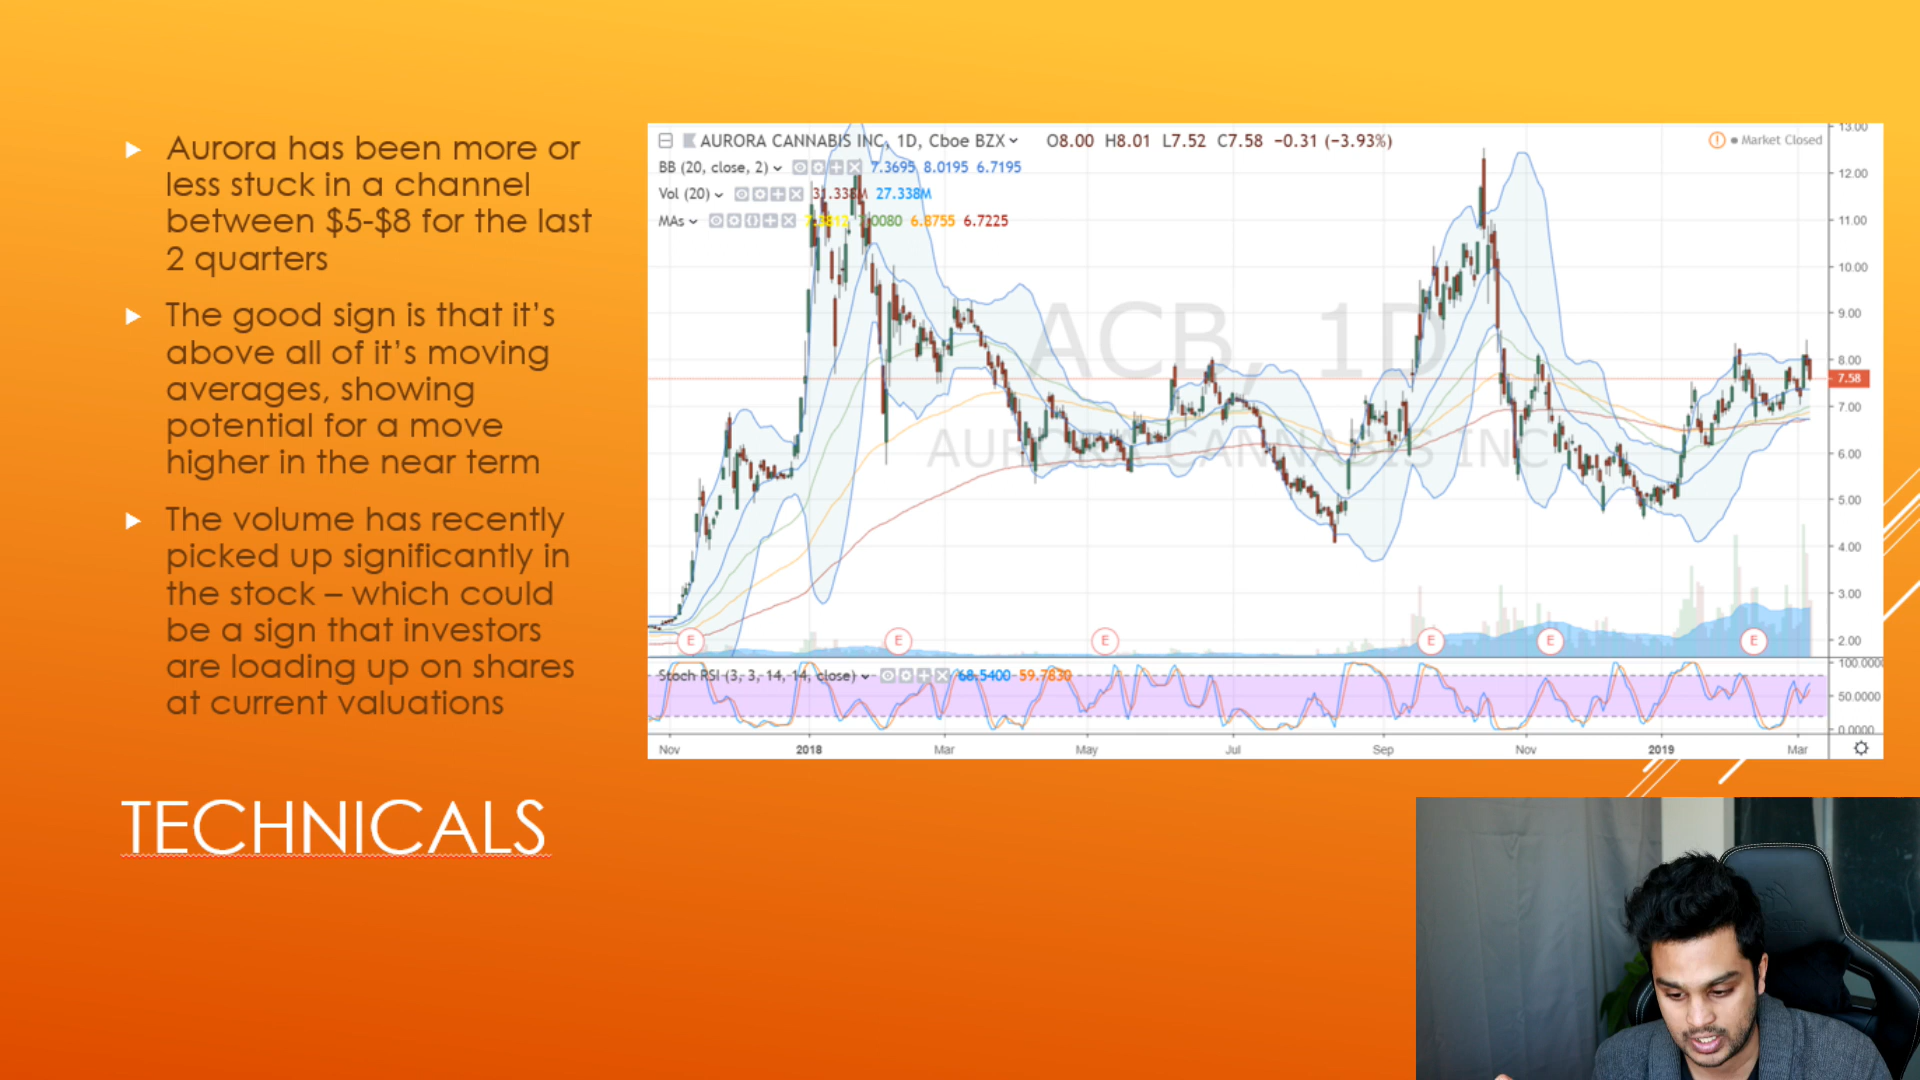 Aurora has been more or
less stuck in a channel
between $5-$8 for the last
2 quarters
The good sign is that it’s
above all of it’s moving
averages, showing
potential for a move
higher in the near term
The volume has recently
picked up significantly in
the stock – which could
be a sign that investors
are loading up on shares
at current valuations
TECHNICALS
AURORA CANNABIS INC, 1D, Cboe BZX O8.00 H8.01 L7.52 C7.58 −0.31 (−3.93%)
Market Closed
BB (20, close, 2) 7.3695 8.0195 6.7195
Vol (20) 31.338M 27.338M
MAs 6.8755 6.7225
ACB, 1D
AURORA CANNABIS INC
13.00
12.00
11.00
10.00
9.00
8.00
7.58
7.00
6.00
5.00
4.00
3.00
2.00
E E E E E E
Stoch RSI (3, 3, 14, 14, close) 68.5400 59.7830
100.0000
50.0000
0.0000
Nov 2018 Mar May Jul Sep Nov 2019 Mar